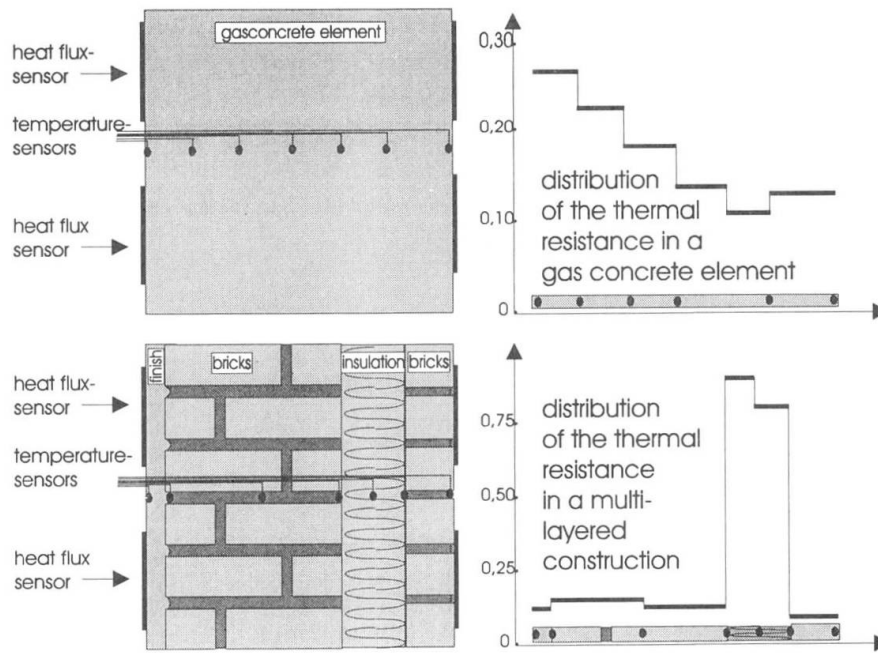 gasconcrete element
heat flux-
sensor
temperature-
sensors
heat flux
sensor
0,30
0,20
0,10
0
distribution
of the thermal
resistance in a
gas concrete element
finish
bricks
insulation
bricks
heat flux-
sensor
temperature-
sensors
heat flux
sensor
0,75
0,50
0,25
0
distribution
of the thermal
resistance
in a multi-
layered
construction